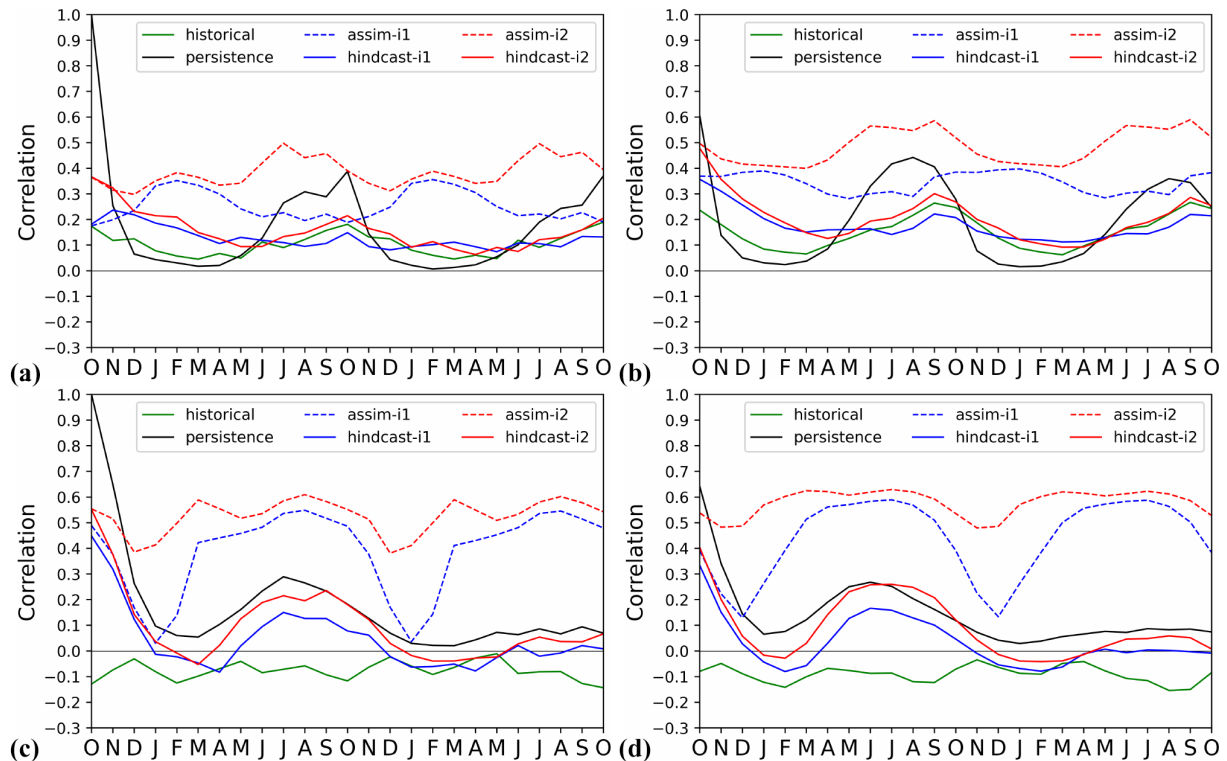 1.0
0.9
0.8
0.7
0.6
0.5
0.4
0.3
0.2
0.1
0.0
−0.1
−0.2
−0.3
Correlation
historical assim-i1 assim-i2
persistence hindcast-i1 hindcast-i2
O N D J F M A M J J A S O N D J F M A M J J A S O
(a)
1.0
0.9
0.8
0.7
0.6
0.5
0.4
0.3
0.2
0.1
0.0
−0.1
−0.2
−0.3
Correlation
historical assim-i1 assim-i2
persistence hindcast-i1 hindcast-i2
O N D J F M A M J J A S O N D J F M A M J J A S O
(b)
1.0
0.9
0.8
0.7
0.6
0.5
0.4
0.3
0.2
0.1
0.0
−0.1
−0.2
−0.3
Correlation
historical assim-i1 assim-i2
persistence hindcast-i1 hindcast-i2
O N D J F M A M J J A S O N D J F M A M J J A S O
(c)
1.0
0.9
0.8
0.7
0.6
0.5
0.4
0.3
0.2
0.1
0.0
−0.1
−0.2
−0.3
Correlation
historical assim-i1 assim-i2
persistence hindcast-i1 hindcast-i2
O N D J F M A M J J A S O N D J F M A M J J A S O
(d)